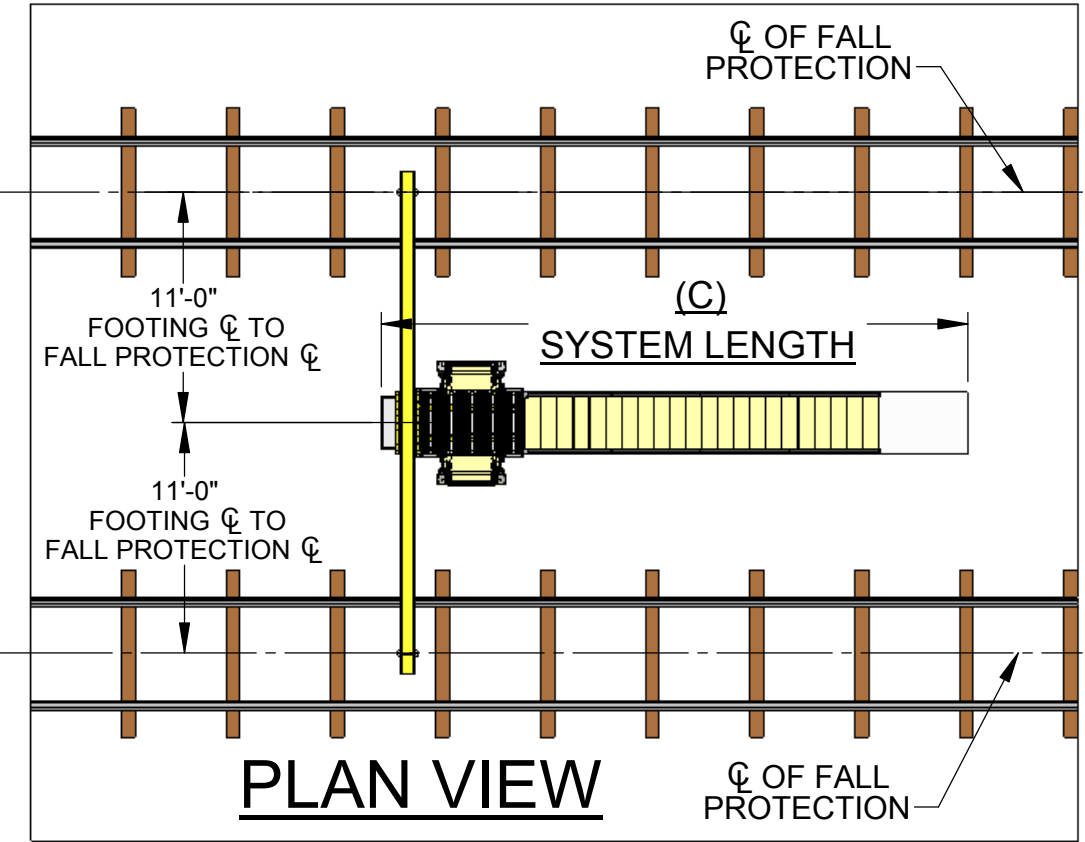 ℄ OF FALL
PROTECTION
11'-0"
FOOTING ℄ TO
FALL PROTECTION ℄
(C)
SYSTEM LENGTH
11'-0"
FOOTING ℄ TO
FALL PROTECTION ℄
PLAN VIEW
℄ OF FALL
PROTECTION